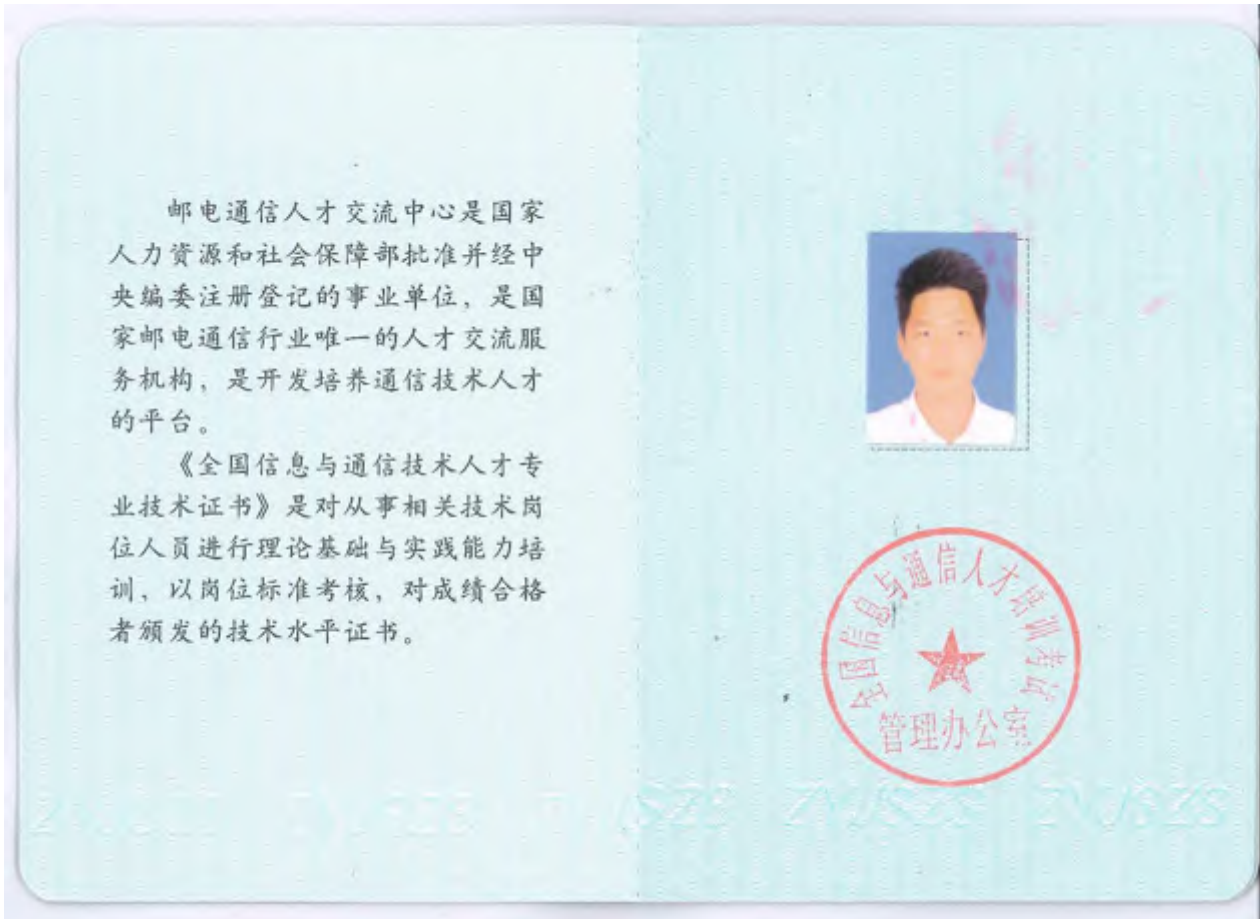 邮电通信人才交流中心是国家
人力资源和社会保障部批准并经中
央编委注册登记的事业单位，是国
家邮电通信行业唯一的人才交流服
务机构，是开发培养通信技术人才
的平台。
《全国信息与通信技术人才专
业技术证书》是对从事相关技术岗
位人员进行理论基础与实践能力培
训，以岗位标准考核，对成绩合格
者颁发的技术水平证书。
全国信息与通信人才培训考试
管理办公室
ZYJSZS ZYJSZS